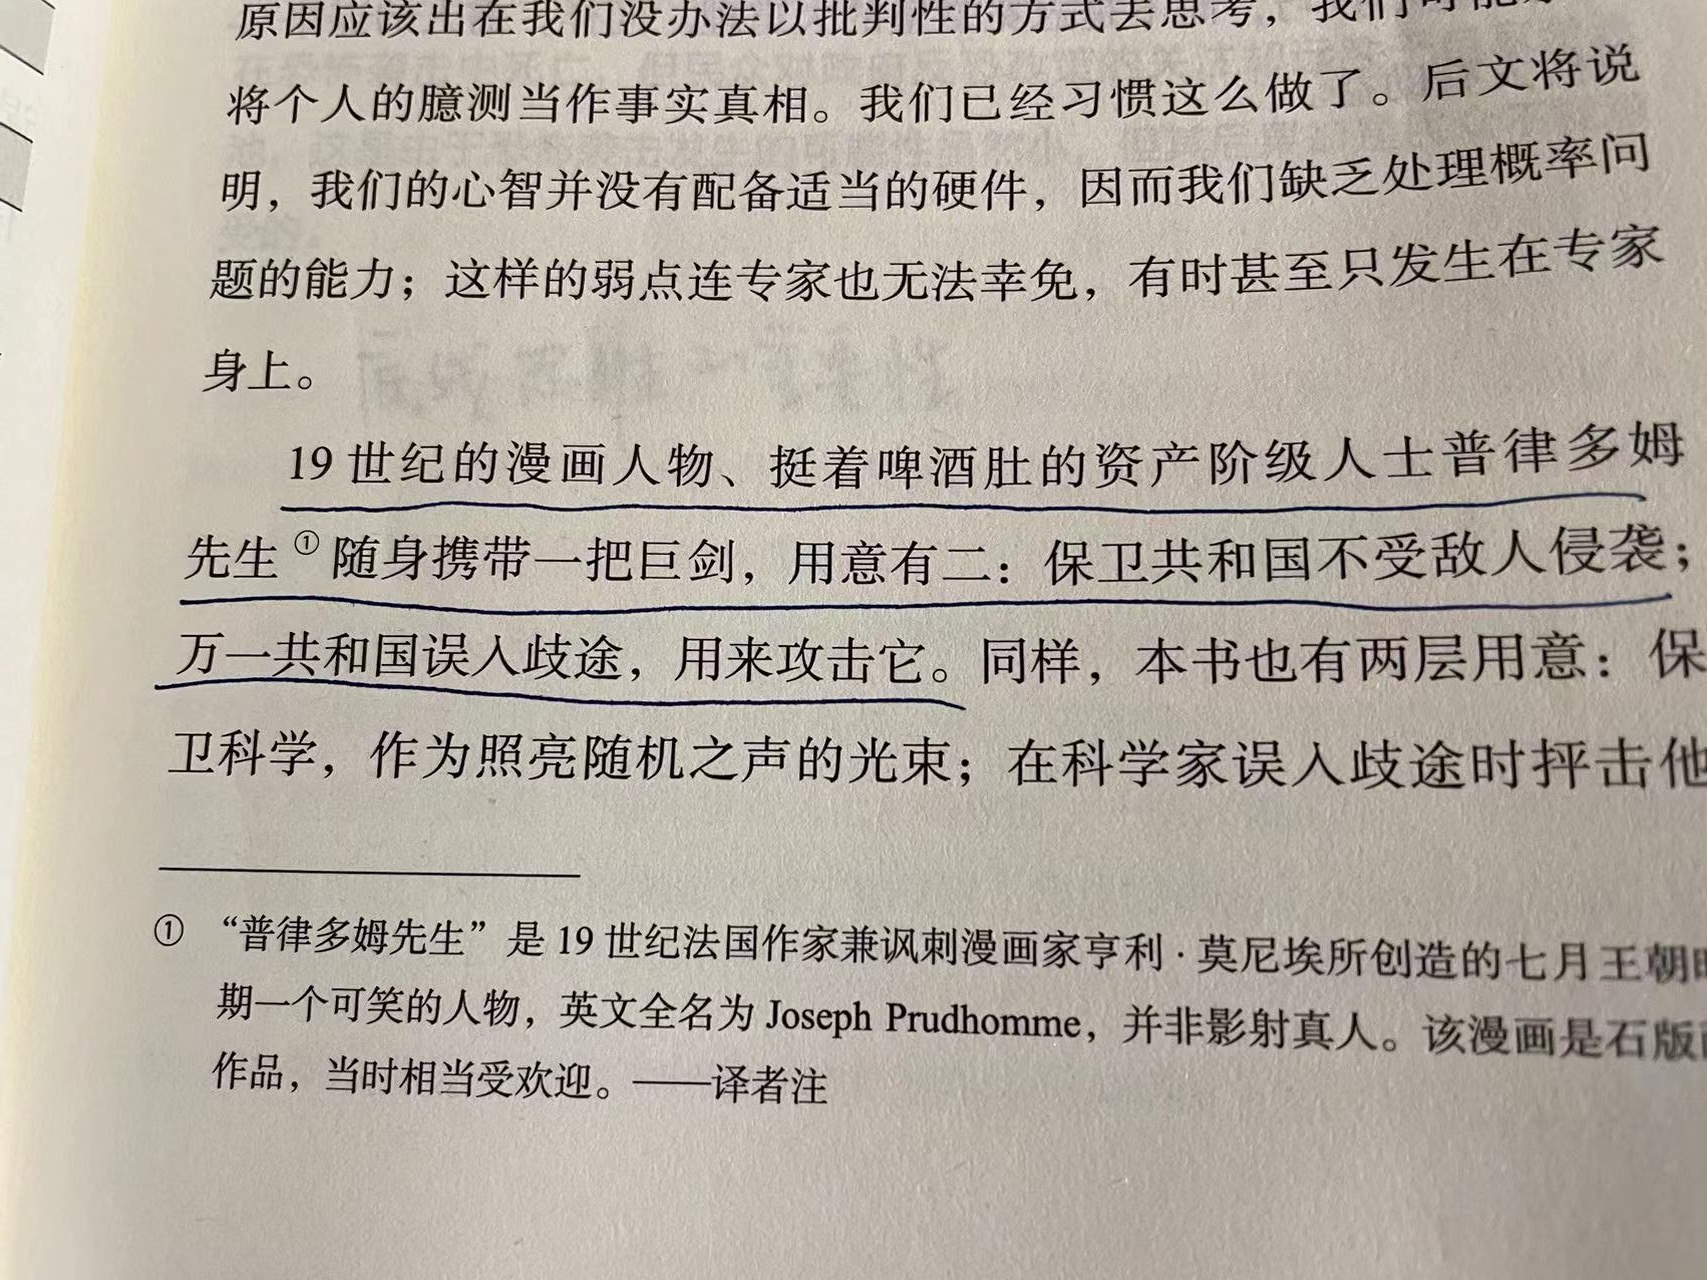 原因应该出在我们没办法以批判性的方式去思考，我们可能
将个人的臆测当作事实真相。我们已经习惯这么做了。后文将说
明，我们的心智并没有配备适当的硬件，因而我们缺乏处理概率问
题的能力；这样的弱点连专家也无法幸免，有时甚至只发生在专家
身上。
19世纪的漫画人物、挺着啤酒肚的资产阶级人士普律多姆
先生①随身携带一把巨剑，用意有二：保卫共和国不受敌人侵袭；
万一共和国误入歧途，用来攻击它。同样，本书也有两层用意：保
卫科学，作为照亮随机之声的光束；在科学家误入歧途时抨击他
① “普律多姆先生”是19世纪法国作家兼讽刺漫画家亨利·莫尼埃所创造的七月王朝时
期一个可笑的人物，英文全名为Joseph Prudhomme，并非影射真人。该漫画是石版
作品，当时相当受欢迎。——译者注